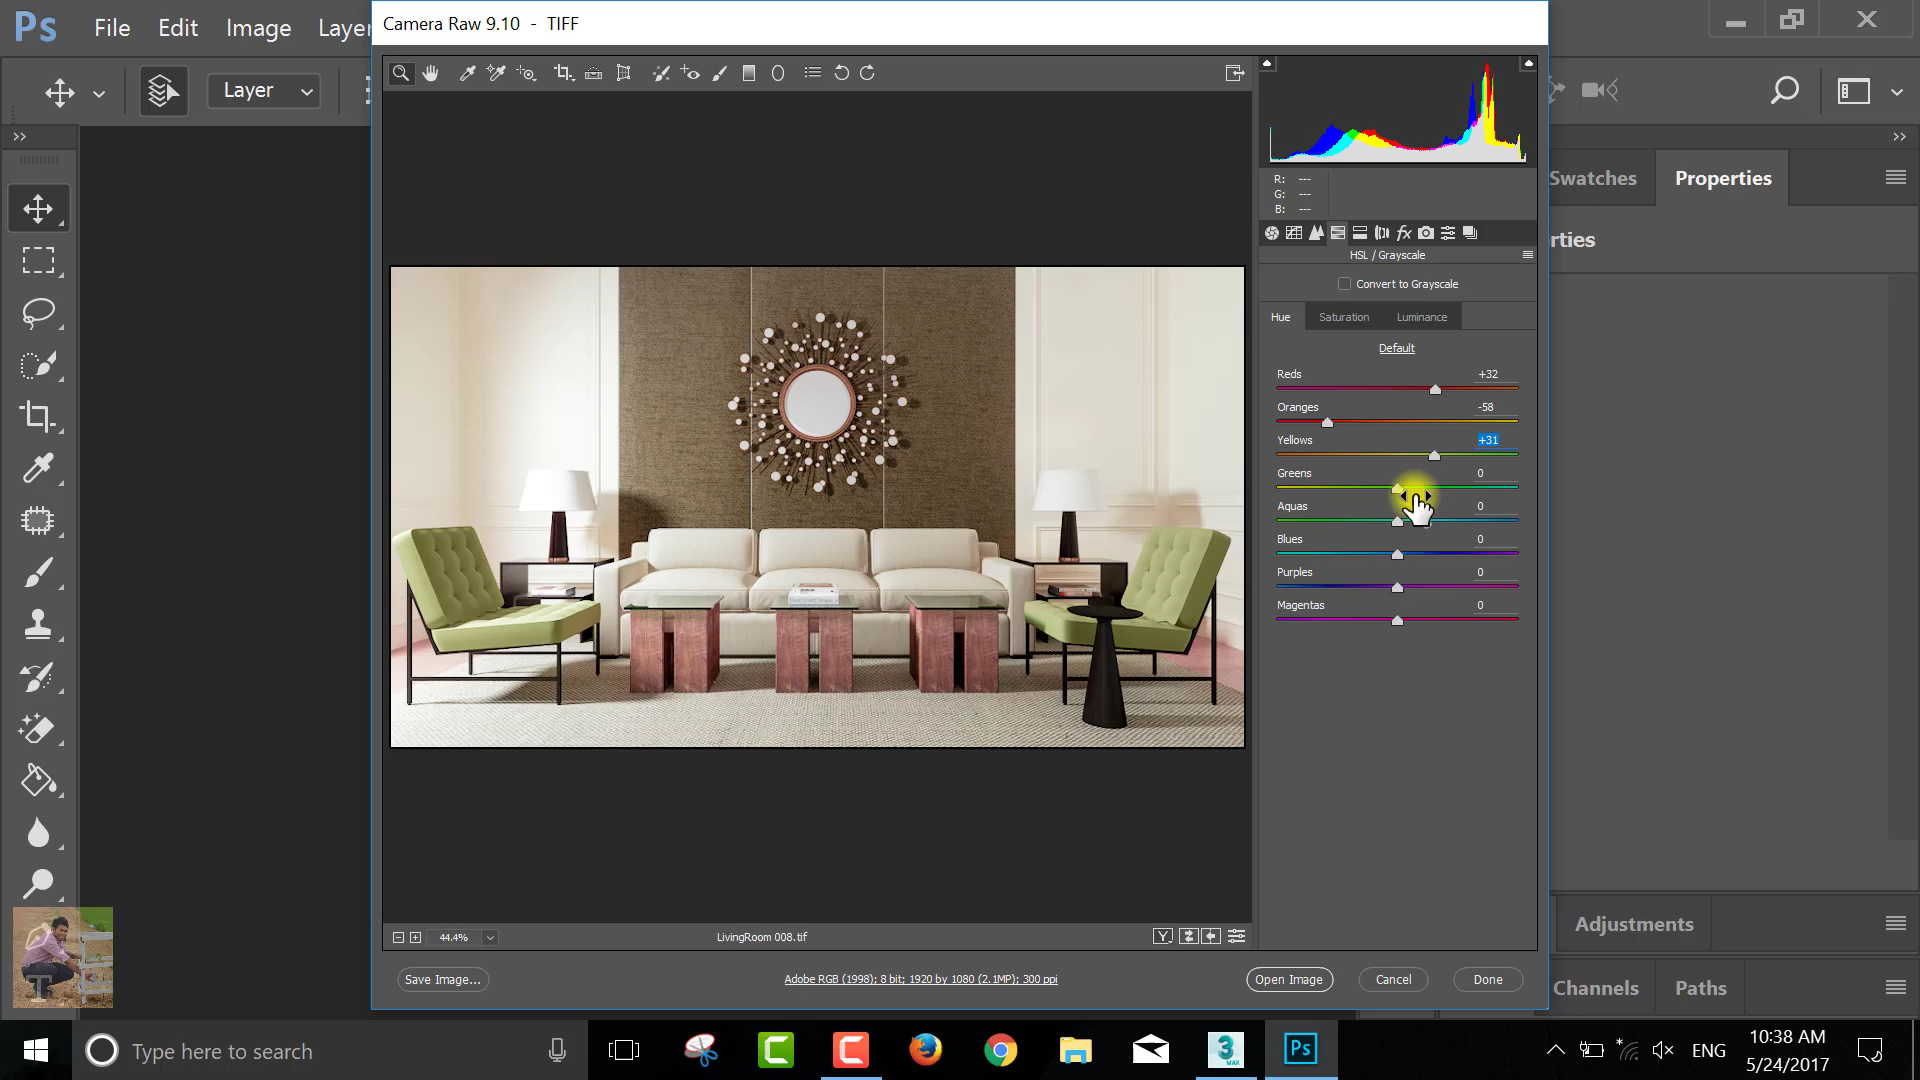 Camera Raw 9.10 - TIFF
Ps File Edit Image Layer
Layer
R: ---
G: ---
B: ---
Swatches Properties
HSL / Grayscale
Convert to Grayscale
Hue Saturation Luminance
Default
Reds +32
Oranges -58
Yellows +31
Greens 0
Aquas 0
Blues 0
Purples 0
Magentas 0
rties
44.4% LivingRoom 008.tif
Y
Save Image... Adobe RGB (1998); 8 bit; 1920 by 1080 (2.1MP); 300 ppi Open Image Cancel Done
Adjustments
Channels Paths
Type here to search
Ps
ENG
10:38 AM
5/24/2017